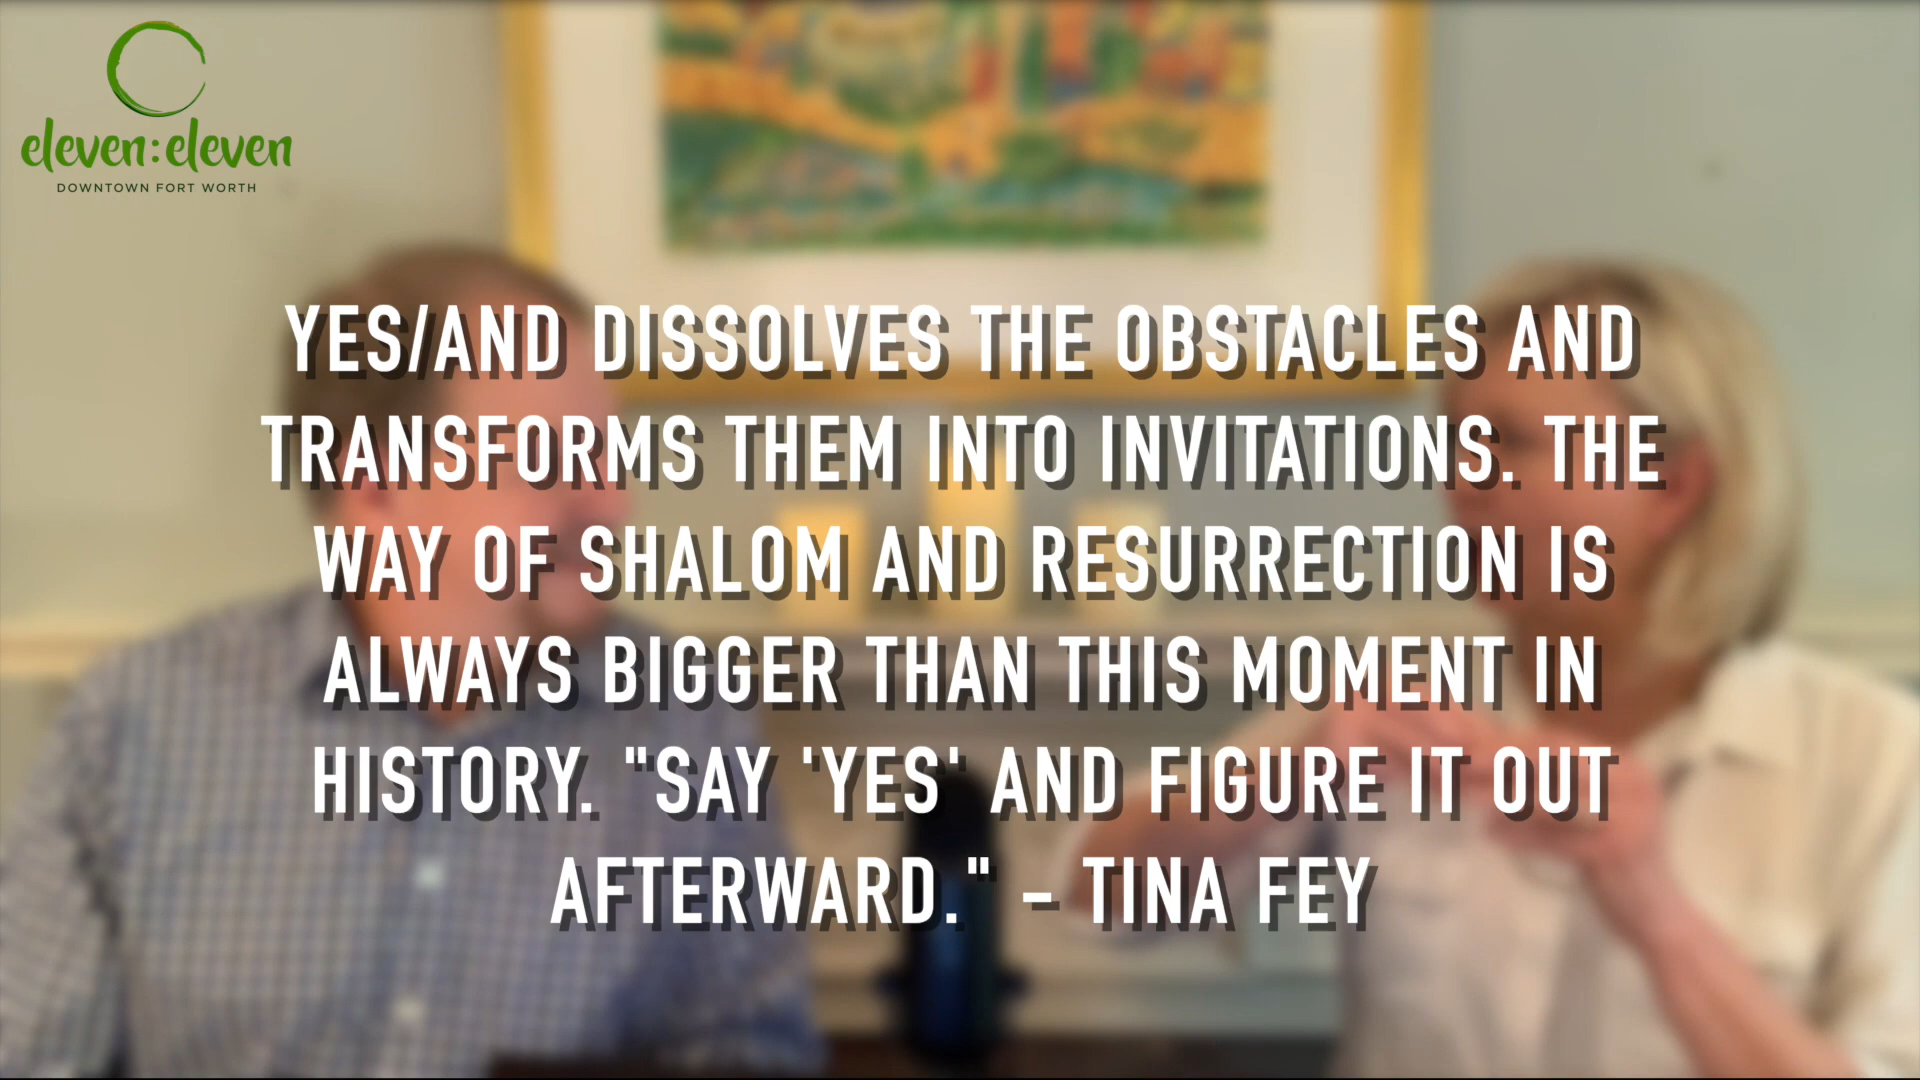 eleven:eleven
DOWNTOWN FORT WORTH
YES/AND DISSOLVES THE OBSTACLES AND
TRANSFORMS THEM INTO INVITATIONS. THE
WAY OF SHALOM AND RESURRECTION IS
ALWAYS BIGGER THAN THIS MOMENT IN
HISTORY. "SAY 'YES' AND FIGURE IT OUT
AFTERWARD." - TINA FEY